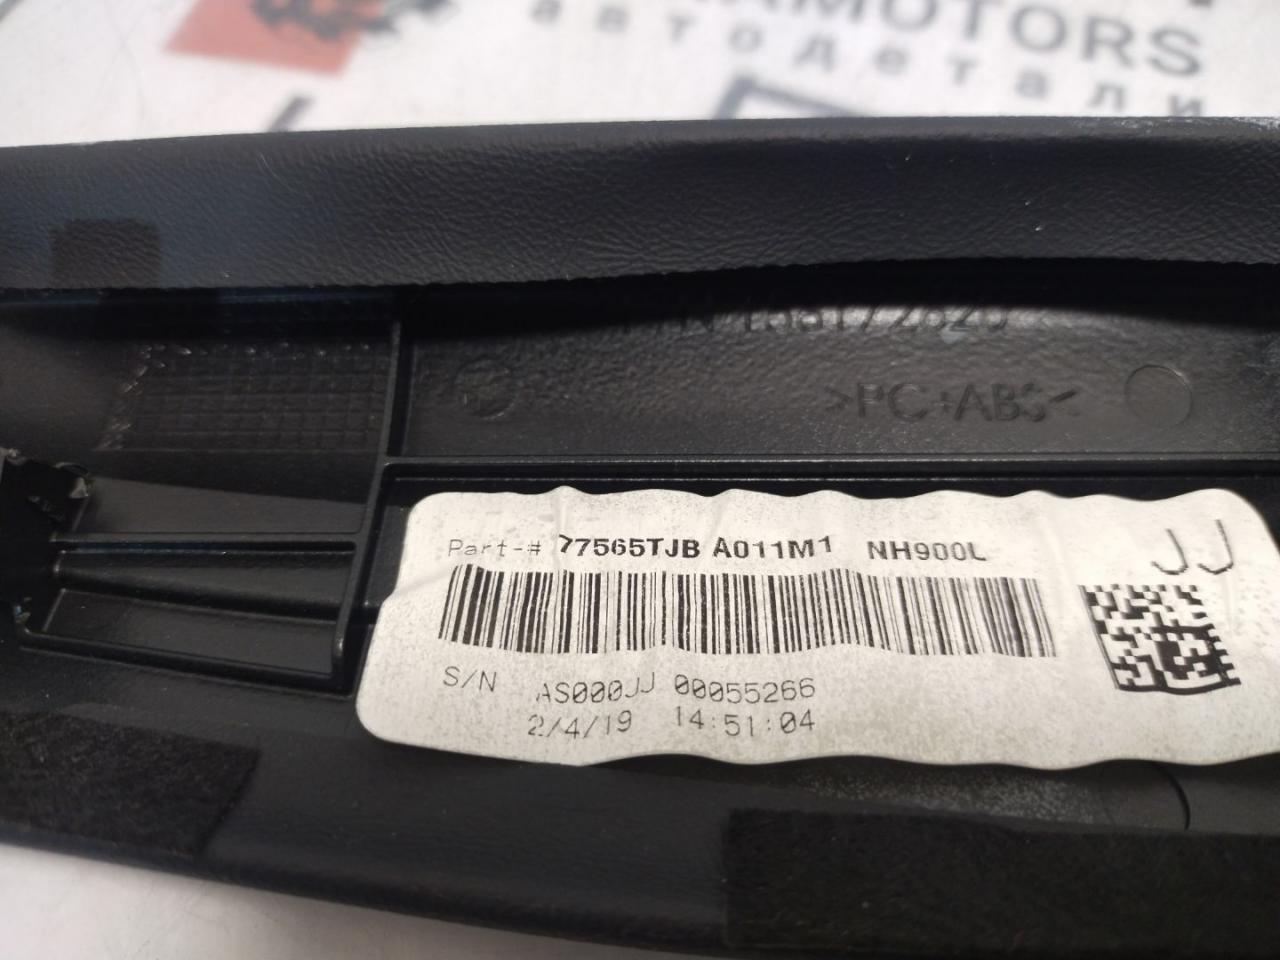 MOTORS
автодетали
>PC+ABS<
Part-# 77565TJB A011M1 NH900L
JJ
S/N AS000JJ 00055266
2/4/19 14:51:04